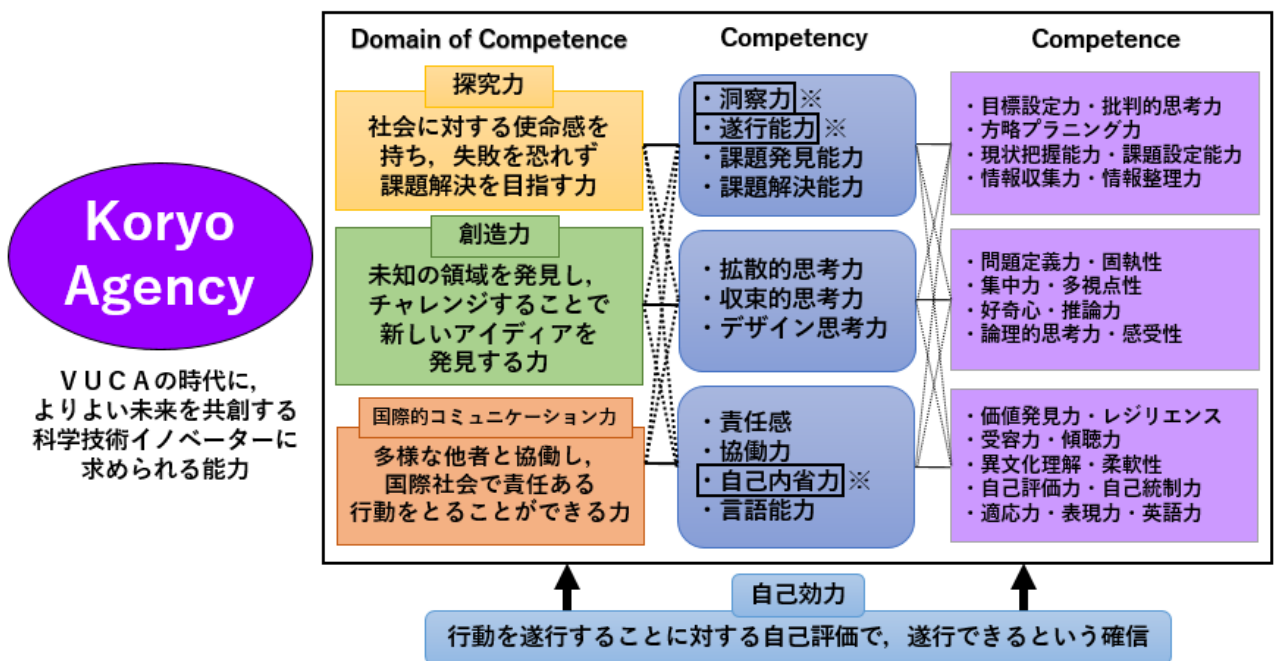 Koryo
Agency
ＶＵＣＡの時代に，
よりよい未来を共創する
科学技術イノベーターに
求められる能力
Domain of Competence
探究力
社会に対する使命感を
持ち，失敗を恐れず
課題解決を目指す力
創造力
未知の領域を発見し，
チャレンジすることで
新しいアイディアを
発見する力
国際的コミュニケーション力
多様な他者と協働し，
国際社会で責任ある
行動をとることができる力
Competency
・洞察力※
・遂行能力※
・課題発見能力
・課題解決能力
・拡散的思考力
・収束的思考力
・デザイン思考力
・責任感
・協働力
・自己内省力※
・言語能力
Competence
・目標設定力・批判的思考力
・方略プラニング力
・現状把握能力・課題設定能力
・情報収集力・情報整理力
・問題定義力・固執性
・集中力・多視点性
・好奇心・推論力
・論理的思考力・感受性
・価値発見力・レジリエンス
・受容力・傾聴力
・異文化理解・柔軟性
・自己評価力・自己統制力
・適応力・表現力・英語力
自己効力
行動を遂行することに対する自己評価で，遂行できるという確信